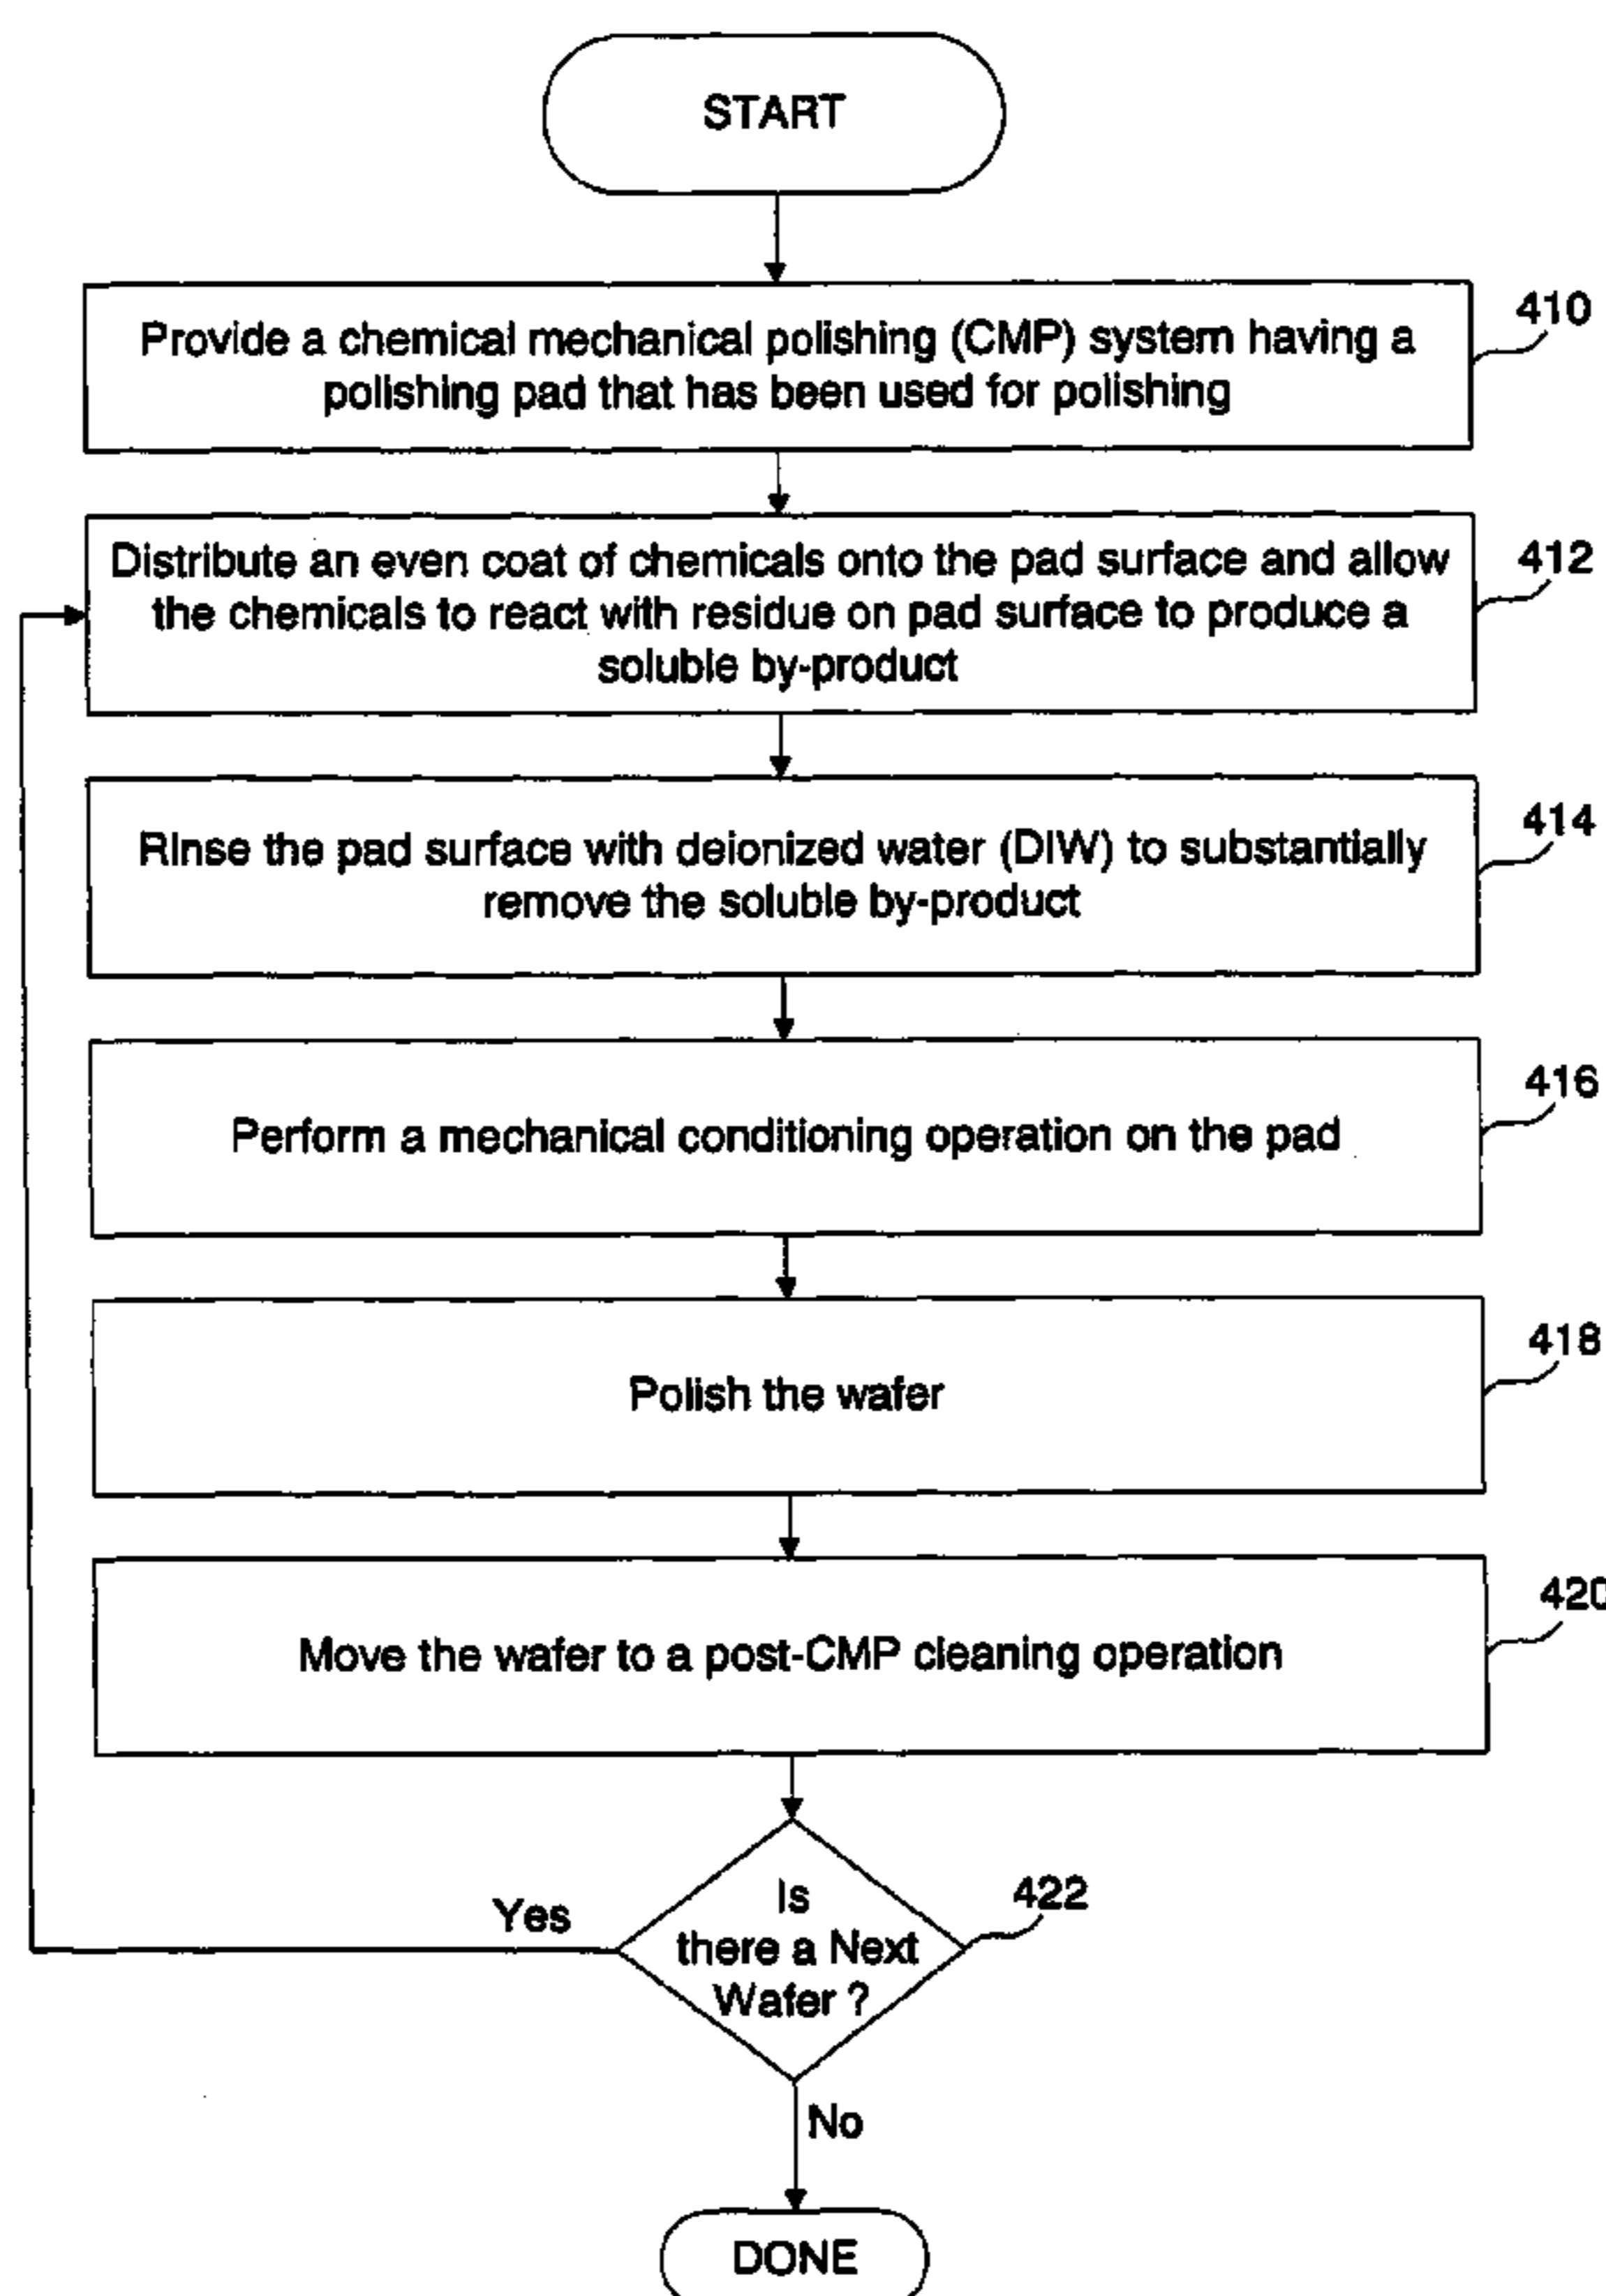 START
Provide a chemical mechanical polishing (CMP) system having a
polishing pad that has been used for polishing
410
Distribute an even coat of chemicals onto the pad surface and allow
the chemicals to react with residue on pad surface to produce a
soluble by-product
412
Rinse the pad surface with deionized water (DIW) to substantially
remove the soluble by-product
414
Perform a mechanical conditioning operation on the pad
416
Polish the wafer
418
Move the wafer to a post-CMP cleaning operation
420
Is
there a Next
Wafer ?
422
Yes
No
DONE